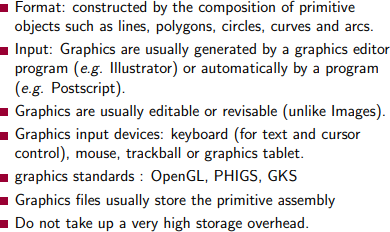 Format: constructed by the composition of primitive
objects such as lines, polygons, circles, curves and arcs.
Input: Graphics are usually generated by a graphics editor
program (e.g. Illustrator) or automatically by a program
(e.g. Postscript).
Graphics are usually editable or revisable (unlike Images).
Graphics input devices: keyboard (for text and cursor
control), mouse, trackball or graphics tablet.
graphics standards : OpenGL, PHIGS, GKS
Graphics files usually store the primitive assembly
Do not take up a very high storage overhead.